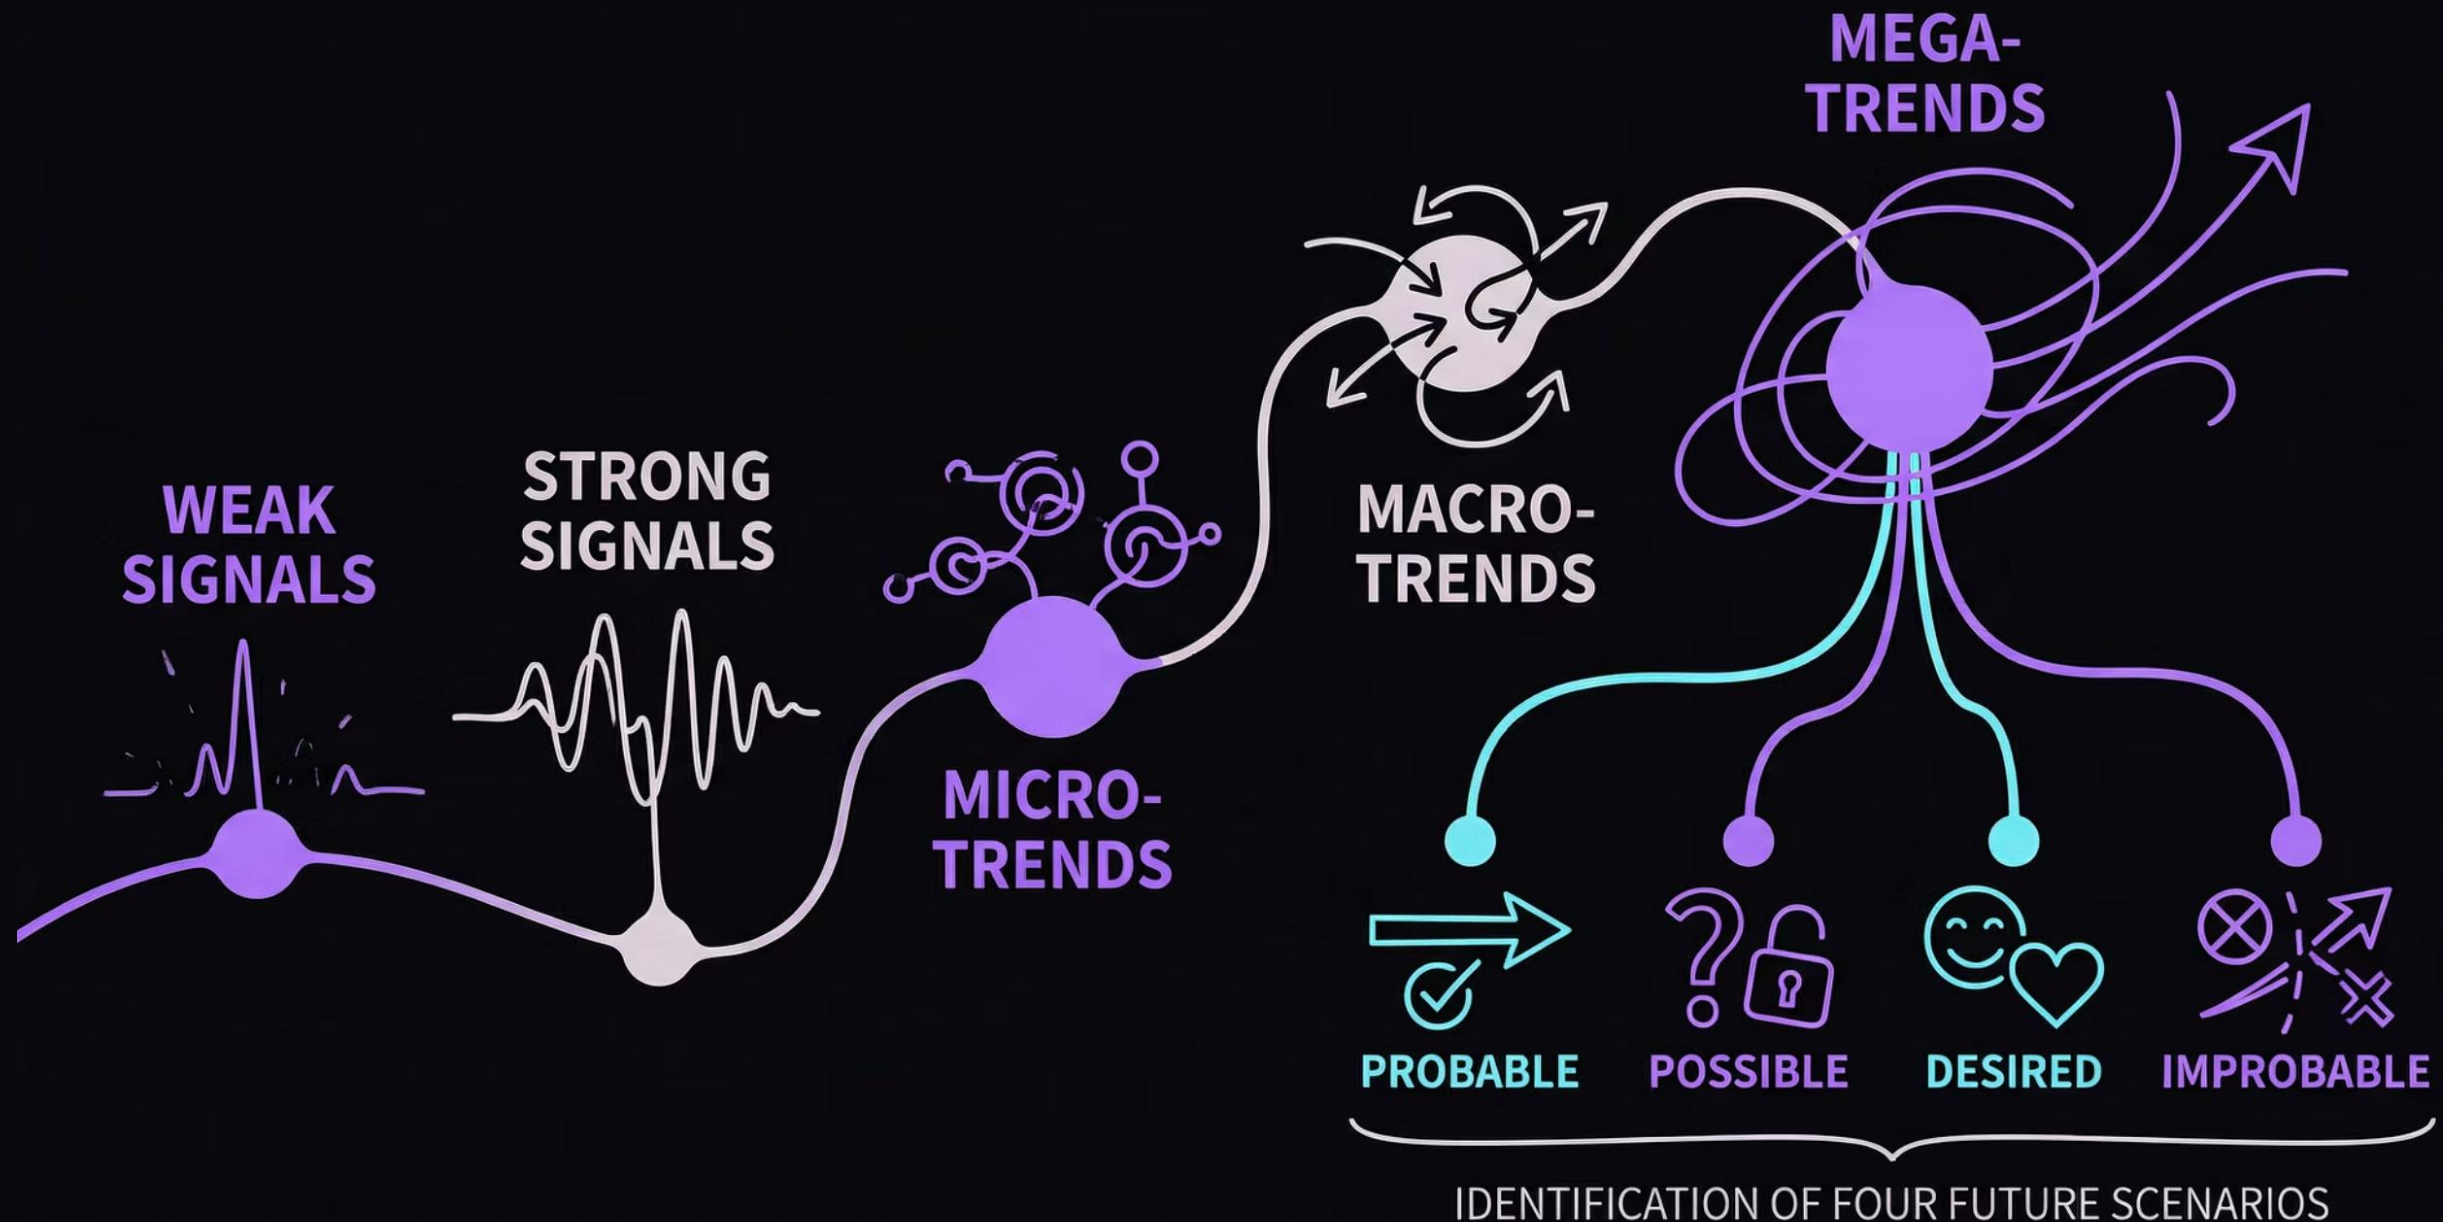 WEAK
SIGNALS
STRONG
SIGNALS
MICRO-
TRENDS
MACRO-
TRENDS
MEGA-
TRENDS
PROBABLE
POSSIBLE
DESIRED
IMPROBABLE
IDENTIFICATION OF FOUR FUTURE SCENARIOS